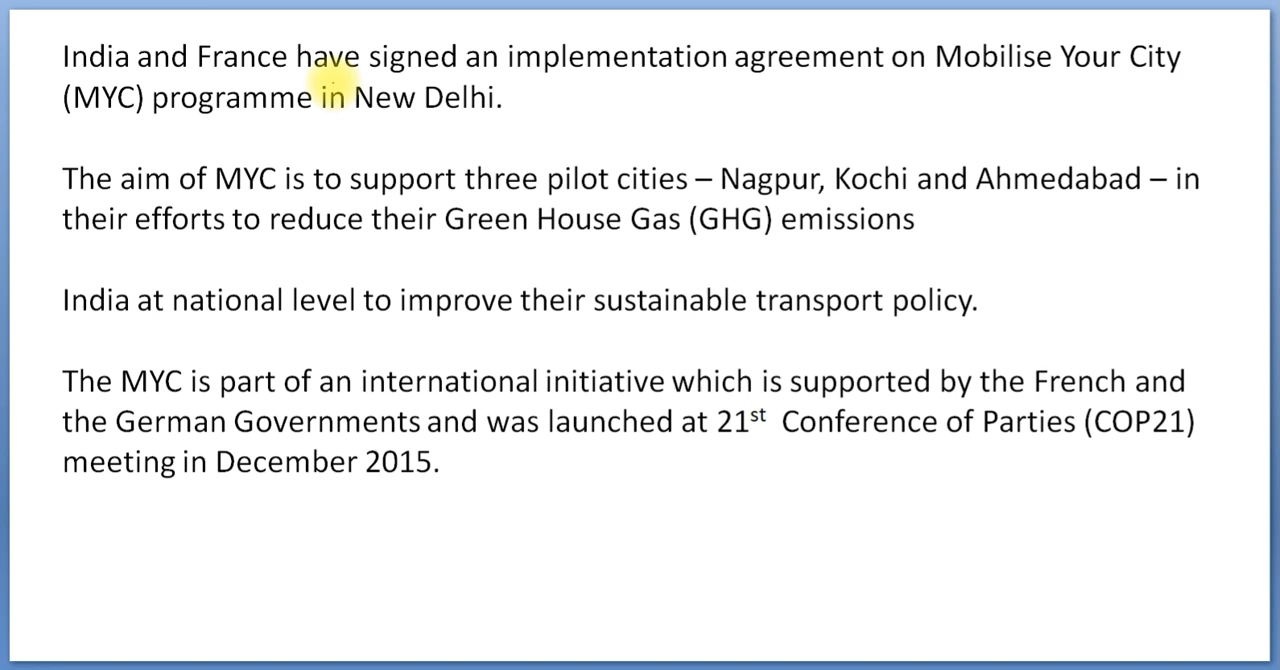 India and France have signed an implementation agreement on Mobilise Your City
(MYC) programme in New Delhi.
The aim of MYC is to support three pilot cities – Nagpur, Kochi and Ahmedabad – in
their efforts to reduce their Green House Gas (GHG) emissions
India at national level to improve their sustainable transport policy.
The MYC is part of an international initiative which is supported by the French and
the German Governments and was launched at 21st Conference of Parties (COP21)
meeting in December 2015.